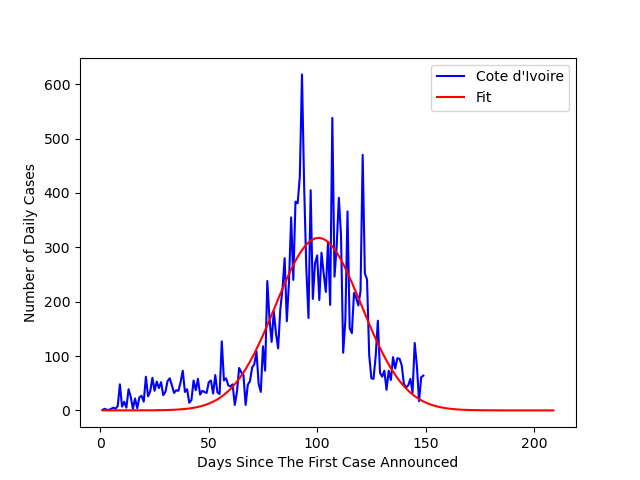 Cote d'Ivoire
Fit
600
500
400
300
200
100
0
Number of Daily Cases
0 50 100 150 200
Days Since The First Case Announced